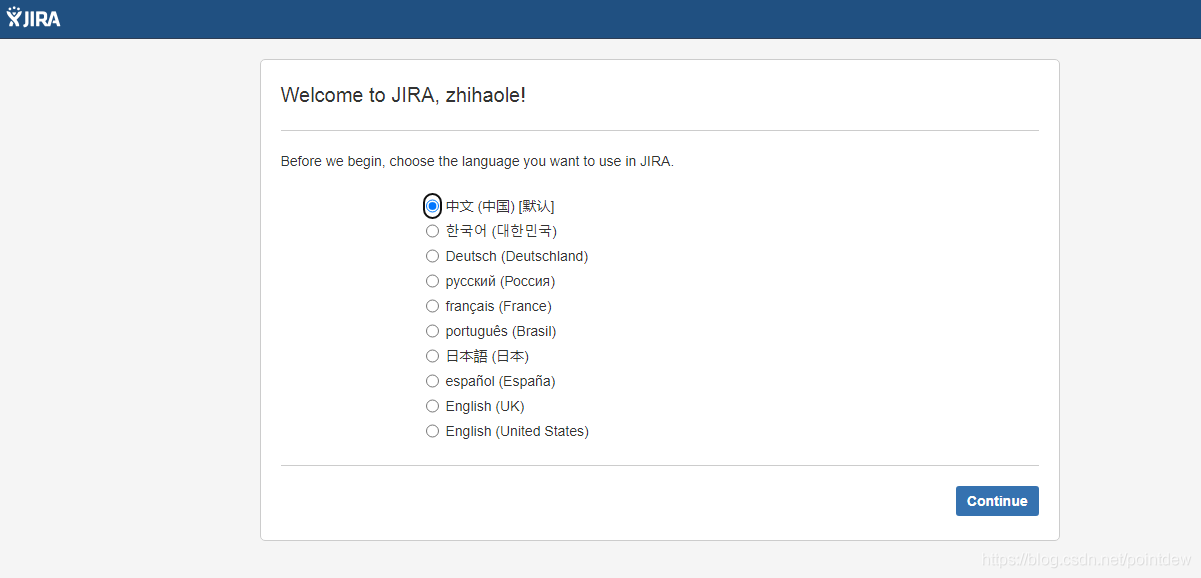 JIRA
Welcome to JIRA, zhihaole!
Before we begin, choose the language you want to use in JIRA.
中文 (中国) [默认]
한국어 (대한민국)
Deutsch (Deutschland)
русский (Россия)
français (France)
português (Brasil)
日本語 (日本)
español (España)
English (UK)
English (United States)
Continue
https://blog.csdn.net/pointdew